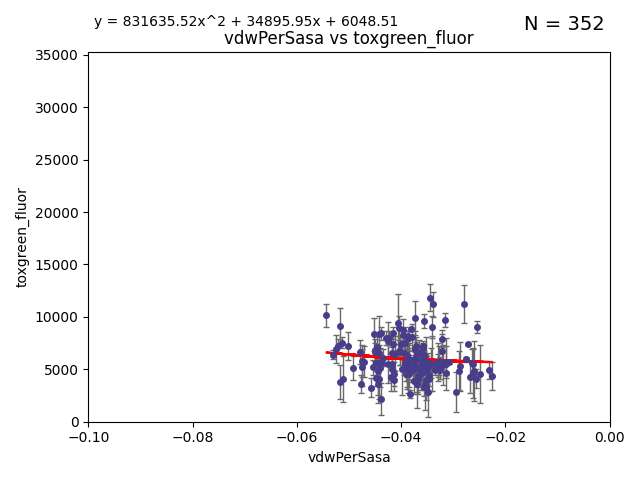 y = 831635.52x^2 + 34895.95x + 6048.51
N = 352
vdwPerSasa vs toxgreen_fluor
35000
30000
25000
20000
15000
10000
5000
0
toxgreen_fluor
−0.10
−0.08
−0.06
−0.04
−0.02
0.00
vdwPerSasa